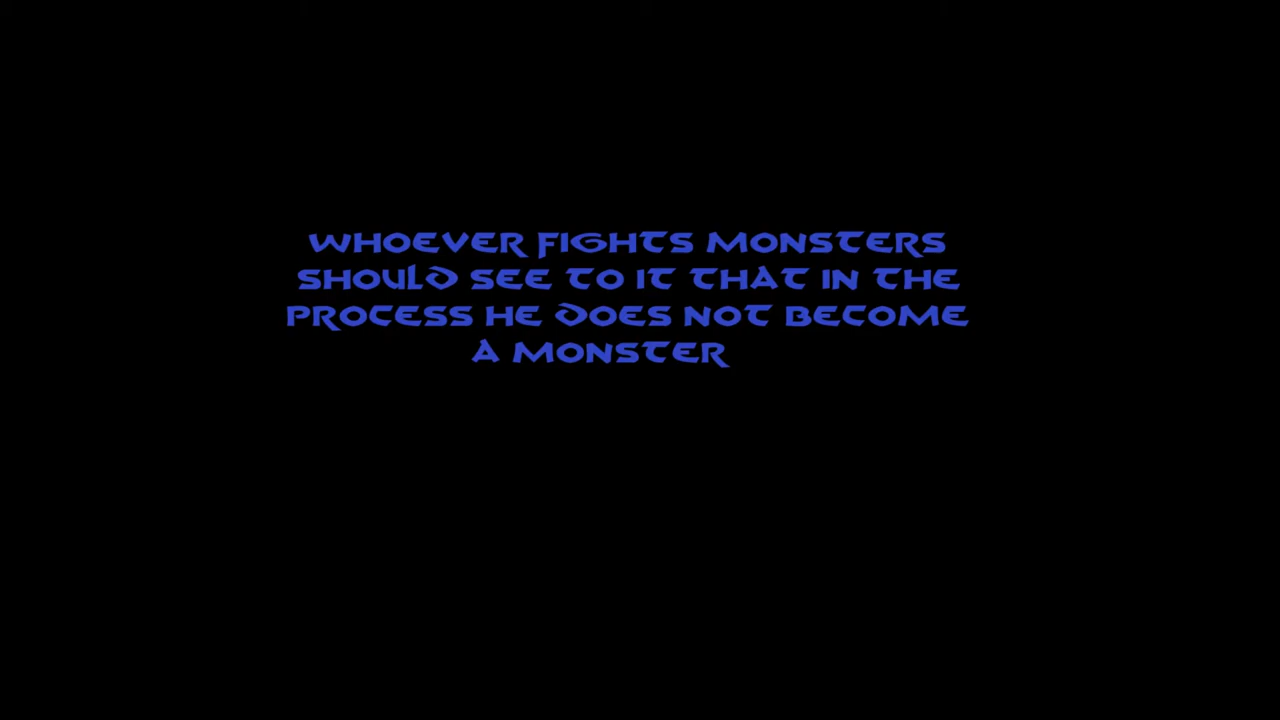 WHOEVER FIGHTS MONSTERS
SHOULD SEE TO IT THAT IN THE
PROCESS HE DOES NOT BECOME
A MONSTER